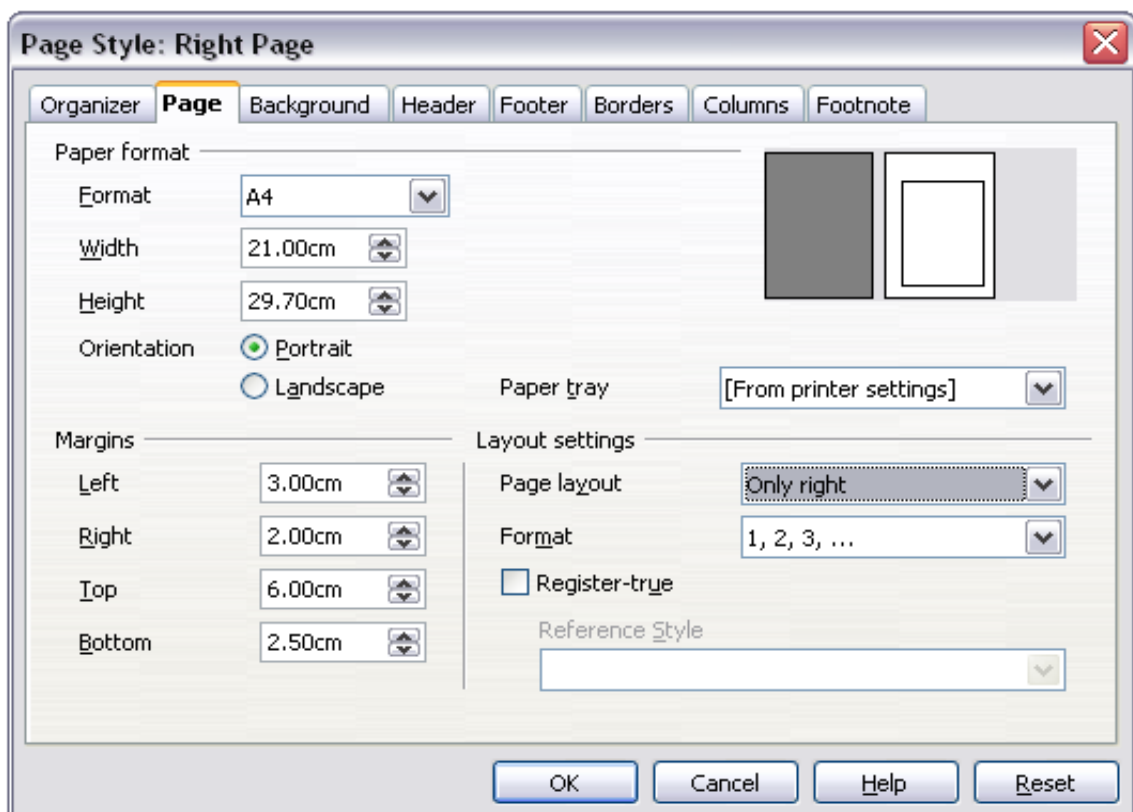 Page Style: Right Page
Organizer Page Background Header Footer Borders Columns Footnote
Paper format
Format A4
Width 21.00cm
Height 29.70cm
Orientation Portrait
Landscape
Paper tray [From printer settings]
Margins
Left 3.00cm
Right 2.00cm
Top 6.00cm
Bottom 2.50cm
Layout settings
Page layout Only right
Format 1, 2, 3, ...
Register-true
Reference Style
OK Cancel Help Reset